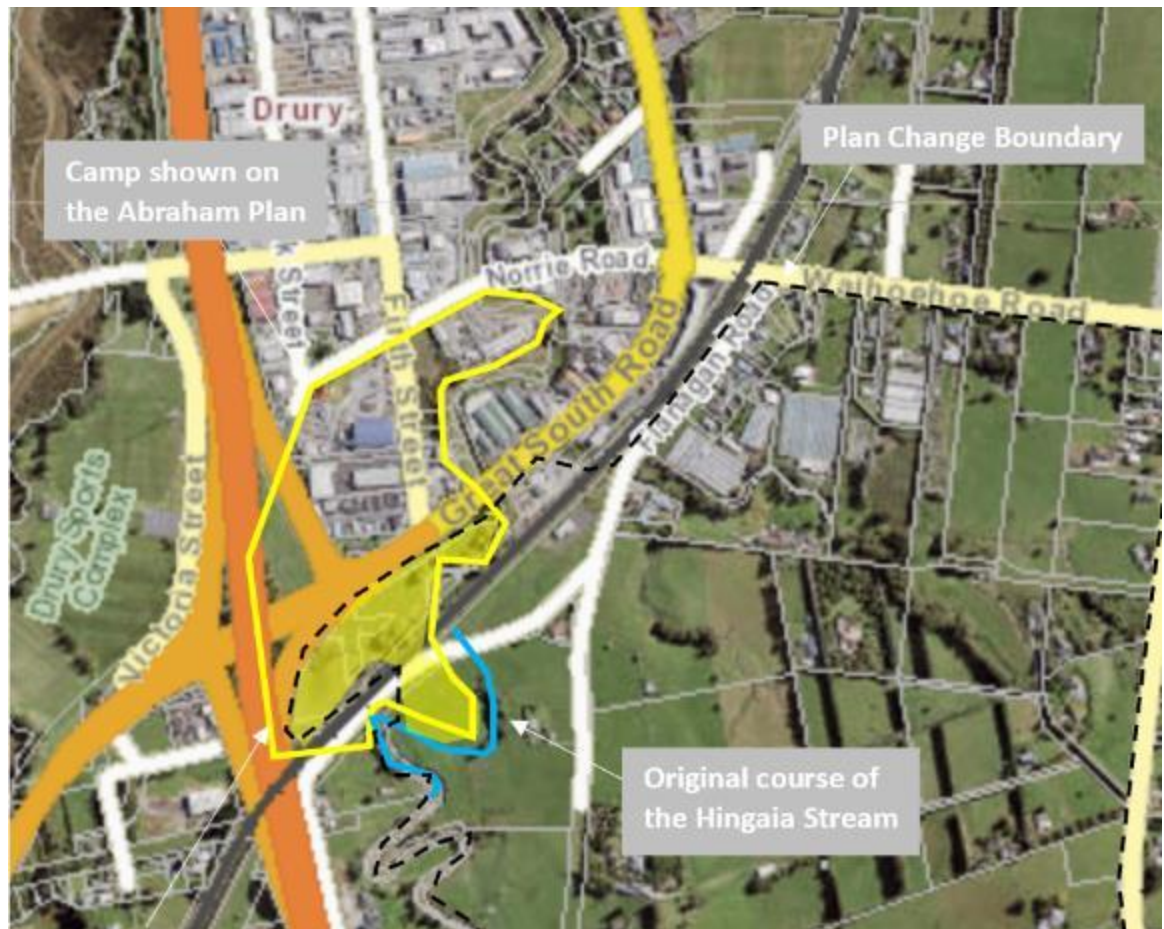 Drury
Plan Change Boundary
Camp shown on
the Abraham Plan
Norrie Road
Waihoehoe Road
Street
Firth Street
Flanagan Road
Great South Road
Victoria Street
Drury Sports
Complex
Original course of
the Hingaia Stream